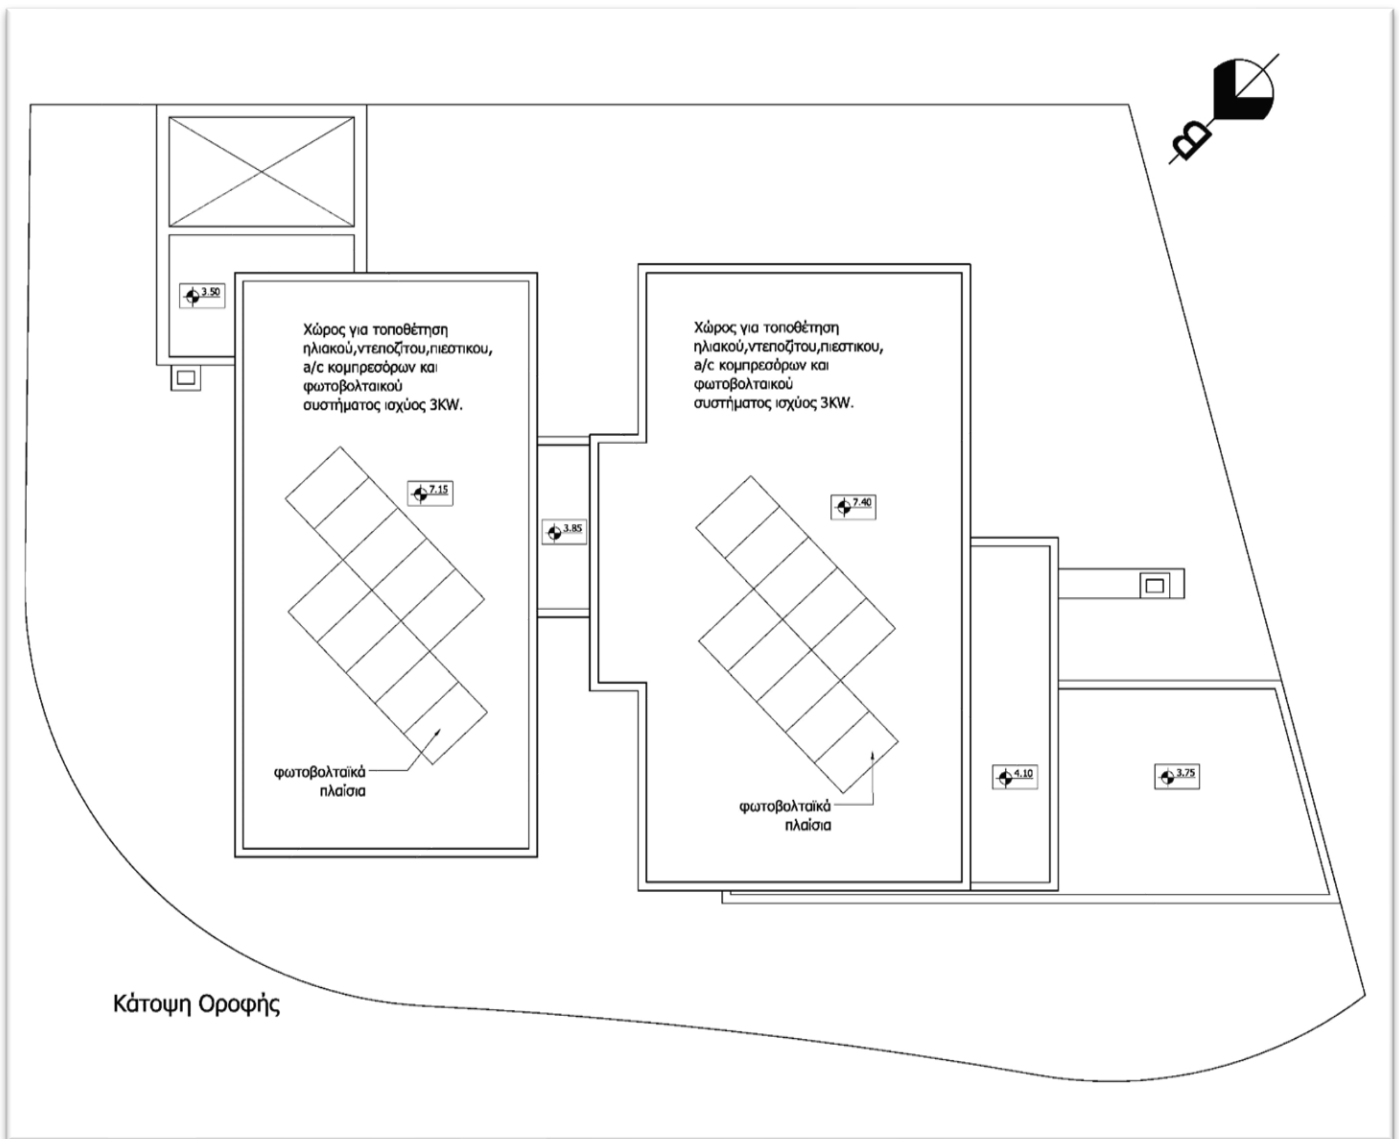 Β
3.50
Χώρος για τοποθέτηση
ηλιακού,ντεποζίτου,πιεστικου,
a/c κομπρεσόρων και
φωτοβολταικού
συστήματος ισχύος 3KW.
Χώρος για τοποθέτηση
ηλιακού,ντεποζίτου,πιεστικου,
a/c κομπρεσόρων και
φωτοβολταικού
συστήματος ισχύος 3KW.
7.15
7.40
3.85
φωτοβολταϊκά
πλαίσια
φωτοβολταϊκά
πλαίσια
4.10
3.75
Κάτοψη Οροφής